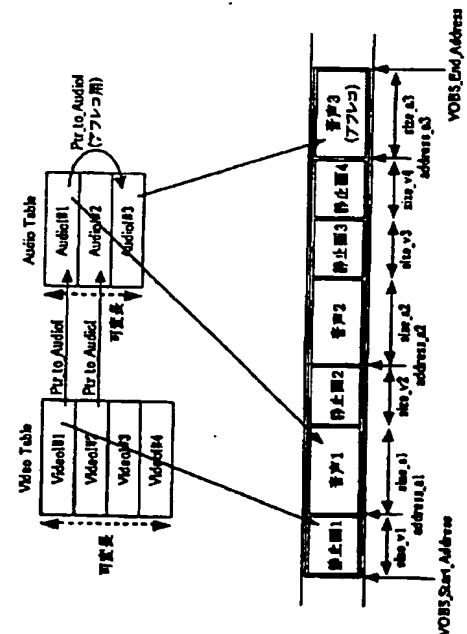 Video Table
Video#1
Video#2
Video#3
Video#4
可変長
Ptr_to_Audio!
Ptr_to_Audio!
Audio Table
Audio#1
Audio#2
Audio#3
可変長
Ptr_to_Audio!
(アフレコ用)
静止画1
音声1
静止画2
音声2
静止画3
静止画4
音声3
(アフレコ)
size_v1
size_a1
size_v2
size_a2
size_v3
size_v4
size_a3
address_a1
address_a2
address_a3
VOBS_Start_Address
VOBS_End_Address